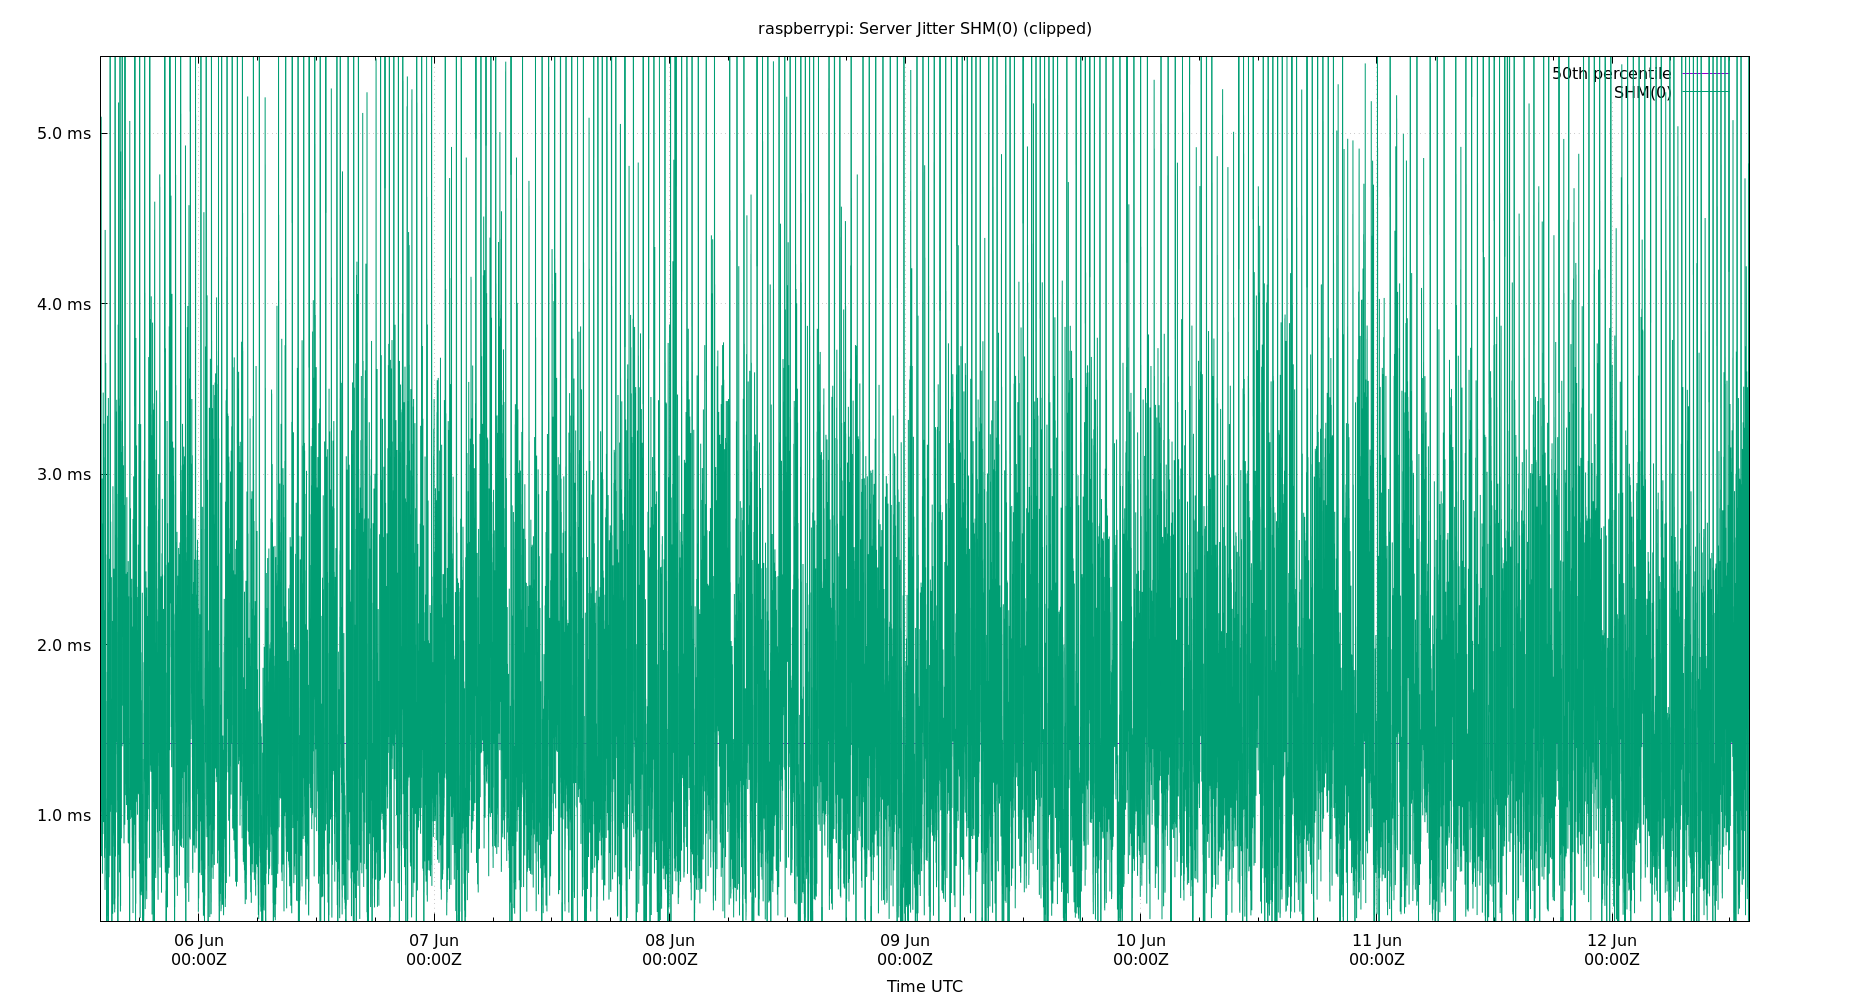 raspberrypi: Server Jitter SHM(0) (clipped)
50th percentile
SHM(0)
5.0 ms
4.0 ms
3.0 ms
2.0 ms
1.0 ms
06 Jun 07 Jun 08 Jun 09 Jun 10 Jun 11 Jun 12 Jun
00:00Z 00:00Z 00:00Z 00:00Z 00:00Z 00:00Z 00:00Z
Time UTC